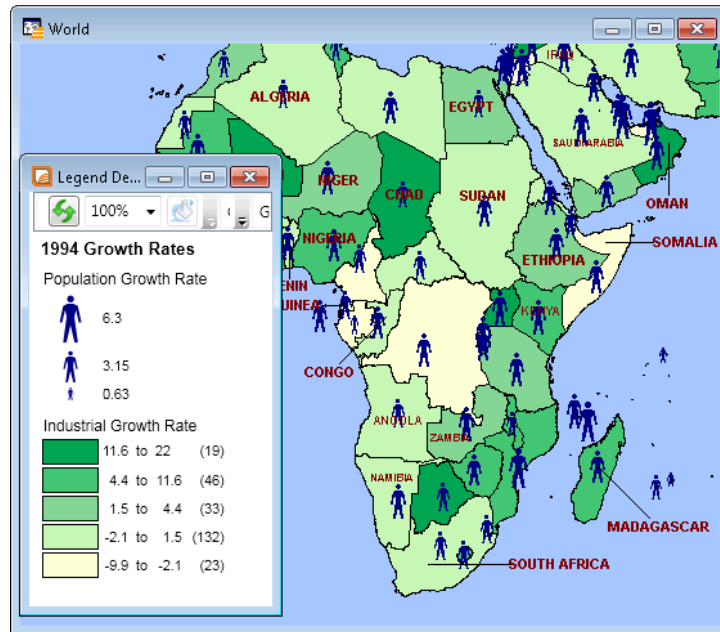 World
IRAQ
ALGERIA
EGYPT
SAUDI ARABIA
NIGER
CHAD
SUDAN
OMAN
NIGERIA
SOMALIA
ETHIOPIA
ENIN
UINEA
KENYA
CONGO
ANGOLA
ZAMBIA
NAMIBIA
MADAGASCAR
SOUTH AFRICA
Legend De...
100%
G
1994 Growth Rates
Population Growth Rate
6.3
3.15
0.63
Industrial Growth Rate
11.6 to 22 (19)
4.4 to 11.6 (46)
1.5 to 4.4 (33)
-2.1 to 1.5 (132)
-9.9 to -2.1 (23)